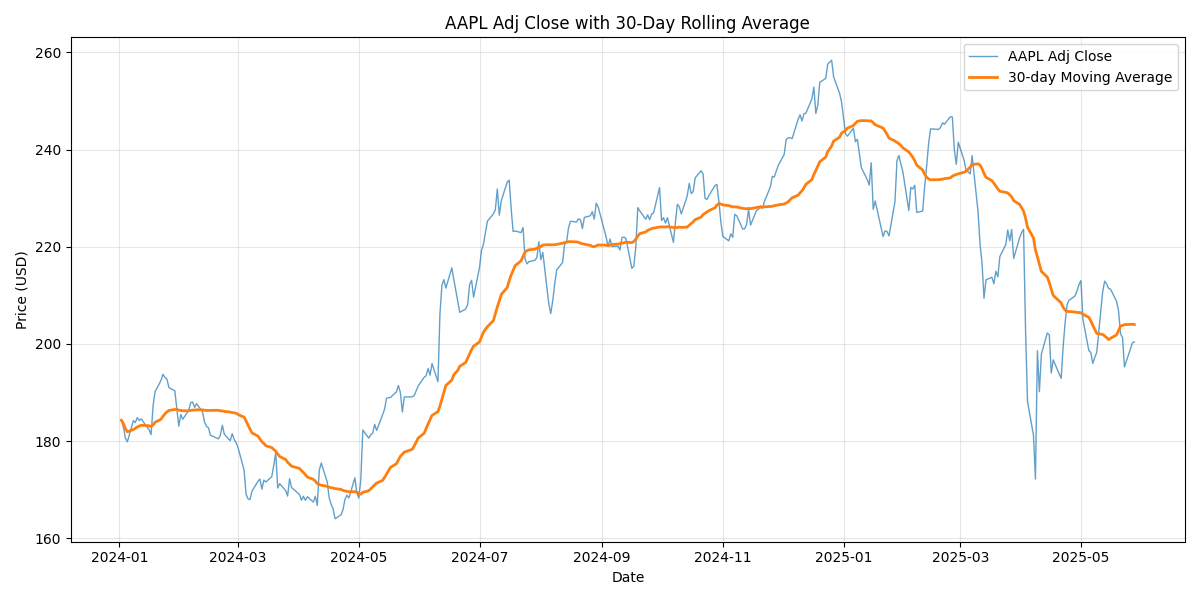 AAPL Adj Close with 30-Day Rolling Average
AAPL Adj Close
30-day Moving Average
Price (USD)
260
240
220
200
180
160
2024-01 2024-03 2024-05 2024-07 2024-09 2024-11 2025-01 2025-03 2025-05
Date